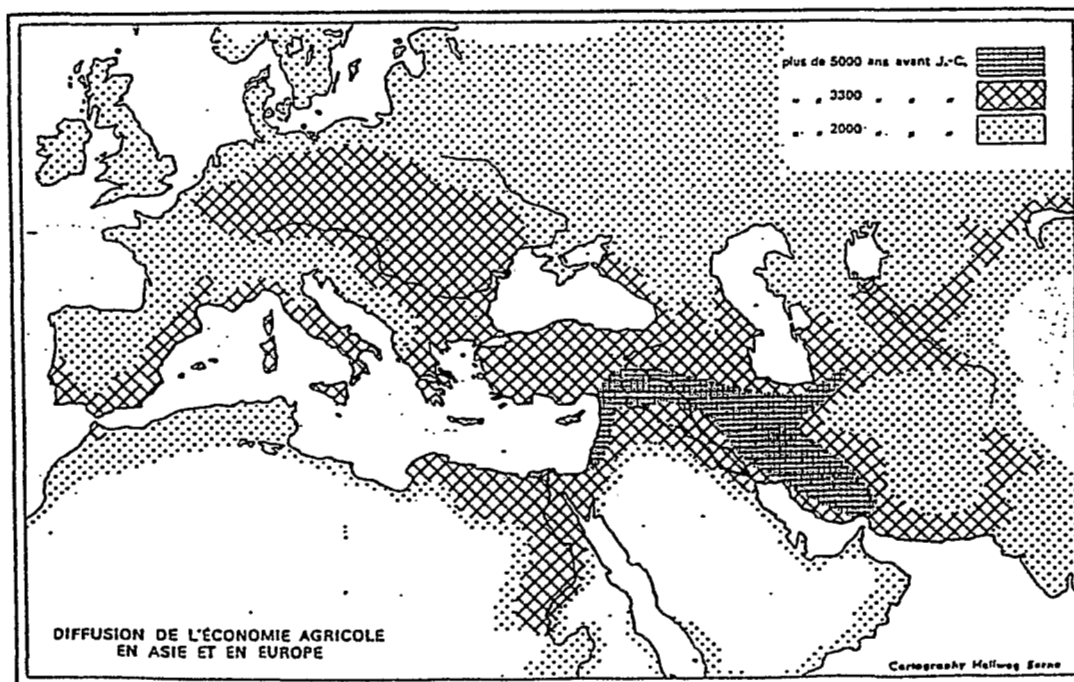 plus de 5000 ans avant J.-C.
„ „ 3300 „ „ „
„ „ 2000 „ „ „
DIFFUSION DE L'ÉCONOMIE AGRICOLE
EN ASIE ET EN EUROPE
Cartography Hallwag Berne